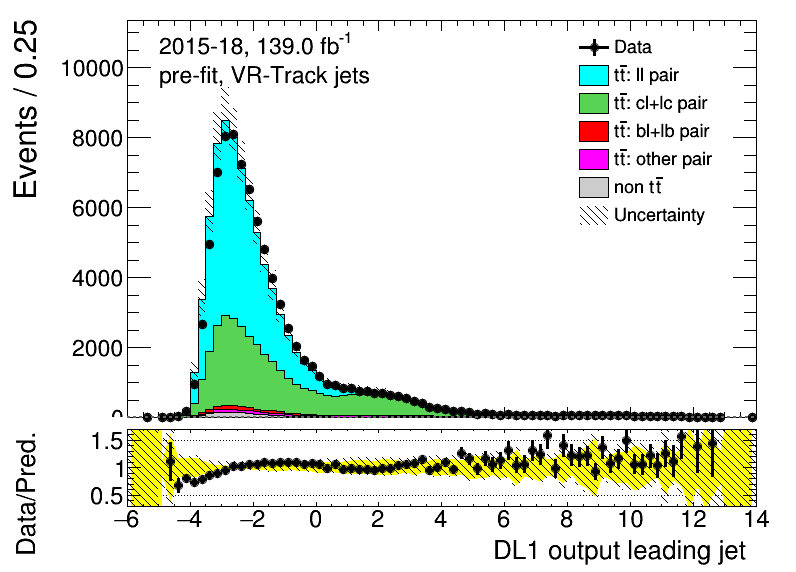 Events / 0.25
10000
8000
6000
4000
2000
0
2015-18, 139.0 fb⁻¹
pre-fit, VR-Track jets
Data
tt̄: ll pair
tt̄: cl+lc pair
tt̄: bl+lb pair
tt̄: other pair
non tt̄
Uncertainty
Data/Pred.
1.5
1
0.5
−6 −4 −2 0 2 4 6 8 10 12 14
DL1 output leading jet